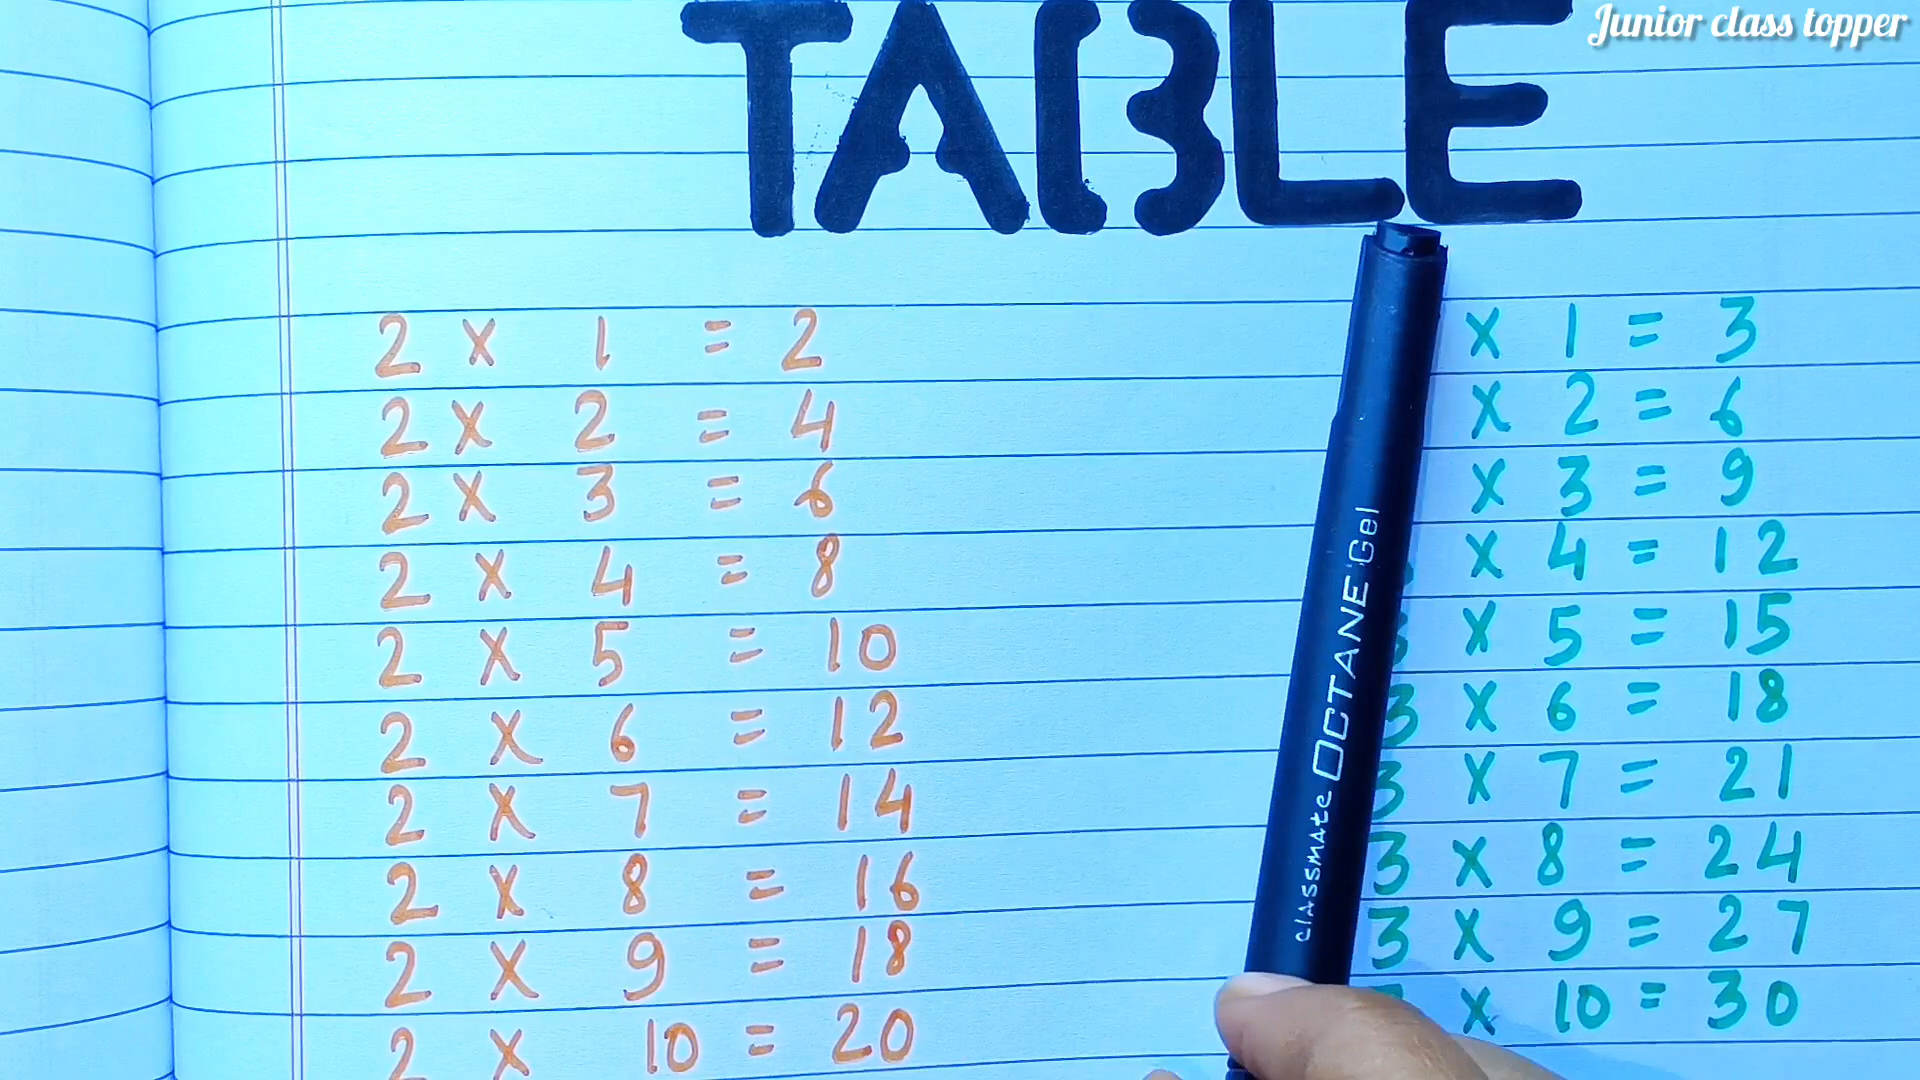 Junior class topper
TABLE
2 x 1 = 2
2 x 2 = 4
2 x 3 = 6
2 x 4 = 8
2 x 5 = 10
2 x 6 = 12
2 x 7 = 14
2 x 8 = 16
2 x 9 = 18
2 x 10 = 20
x 1 = 3
x 2 = 6
x 3 = 9
x 4 = 12
x 5 = 15
3 x 6 = 18
3 x 7 = 21
3 x 8 = 24
3 x 9 = 27
x 10 = 30
classmate OCTANE Gel